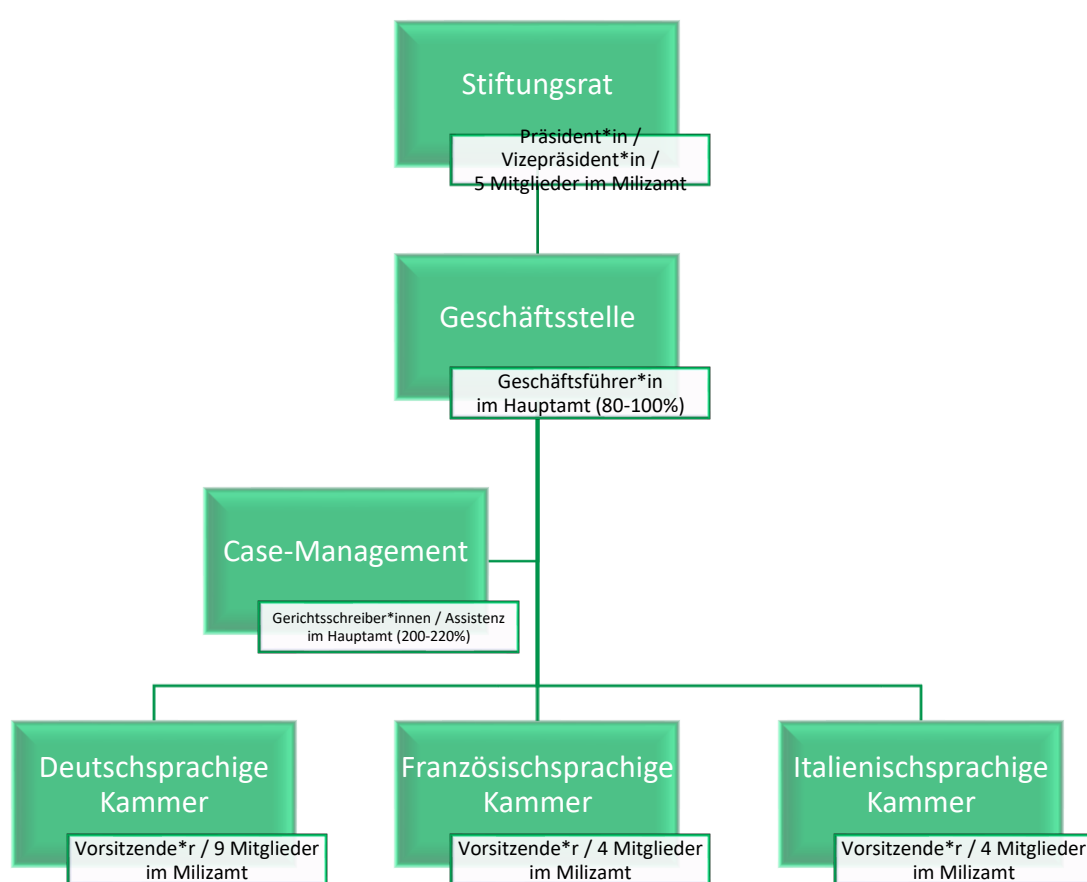 Stiftungsrat
Präsident*in /
Vizepräsident*in /
5 Mitglieder im Milizamt
Geschäftsstelle
Geschäftsführer*in
im Hauptamt (80-100%)
Case-Management
Gerichtsschreiber*innen / Assistenz
im Hauptamt (200-220%)
Deutschsprachige
Kammer
Vorsitzende*r / 9 Mitglieder
im Milizamt
Französischsprachige
Kammer
Vorsitzende*r / 4 Mitglieder
im Milizamt
Italienischsprachige
Kammer
Vorsitzende*r / 4 Mitglieder
im Milizamt